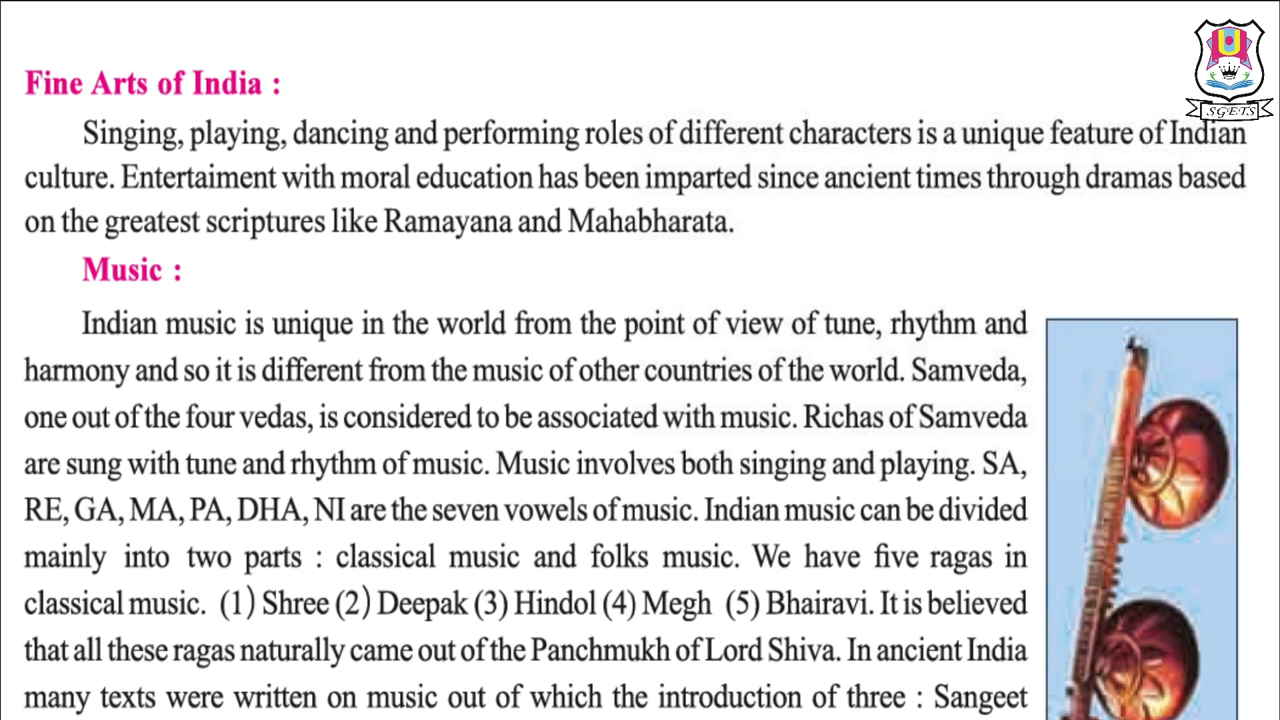 SGETS
Fine Arts of India :
Singing, playing, dancing and performing roles of different characters is a unique feature of Indian
culture. Entertaiment with moral education has been imparted since ancient times through dramas based
on the greatest scriptures like Ramayana and Mahabharata.
Music :
Indian music is unique in the world from the point of view of tune, rhythm and
harmony and so it is different from the music of other countries of the world. Samveda,
one out of the four vedas, is considered to be associated with music. Richas of Samveda
are sung with tune and rhythm of music. Music involves both singing and playing. SA,
RE, GA, MA, PA, DHA, NI are the seven vowels of music. Indian music can be divided
mainly into two parts : classical music and folks music. We have five ragas in
classical music. (1) Shree (2) Deepak (3) Hindol (4) Megh (5) Bhairavi. It is believed
that all these ragas naturally came out of the Panchmukh of Lord Shiva. In ancient India
many texts were written on music out of which the introduction of three : Sangeet